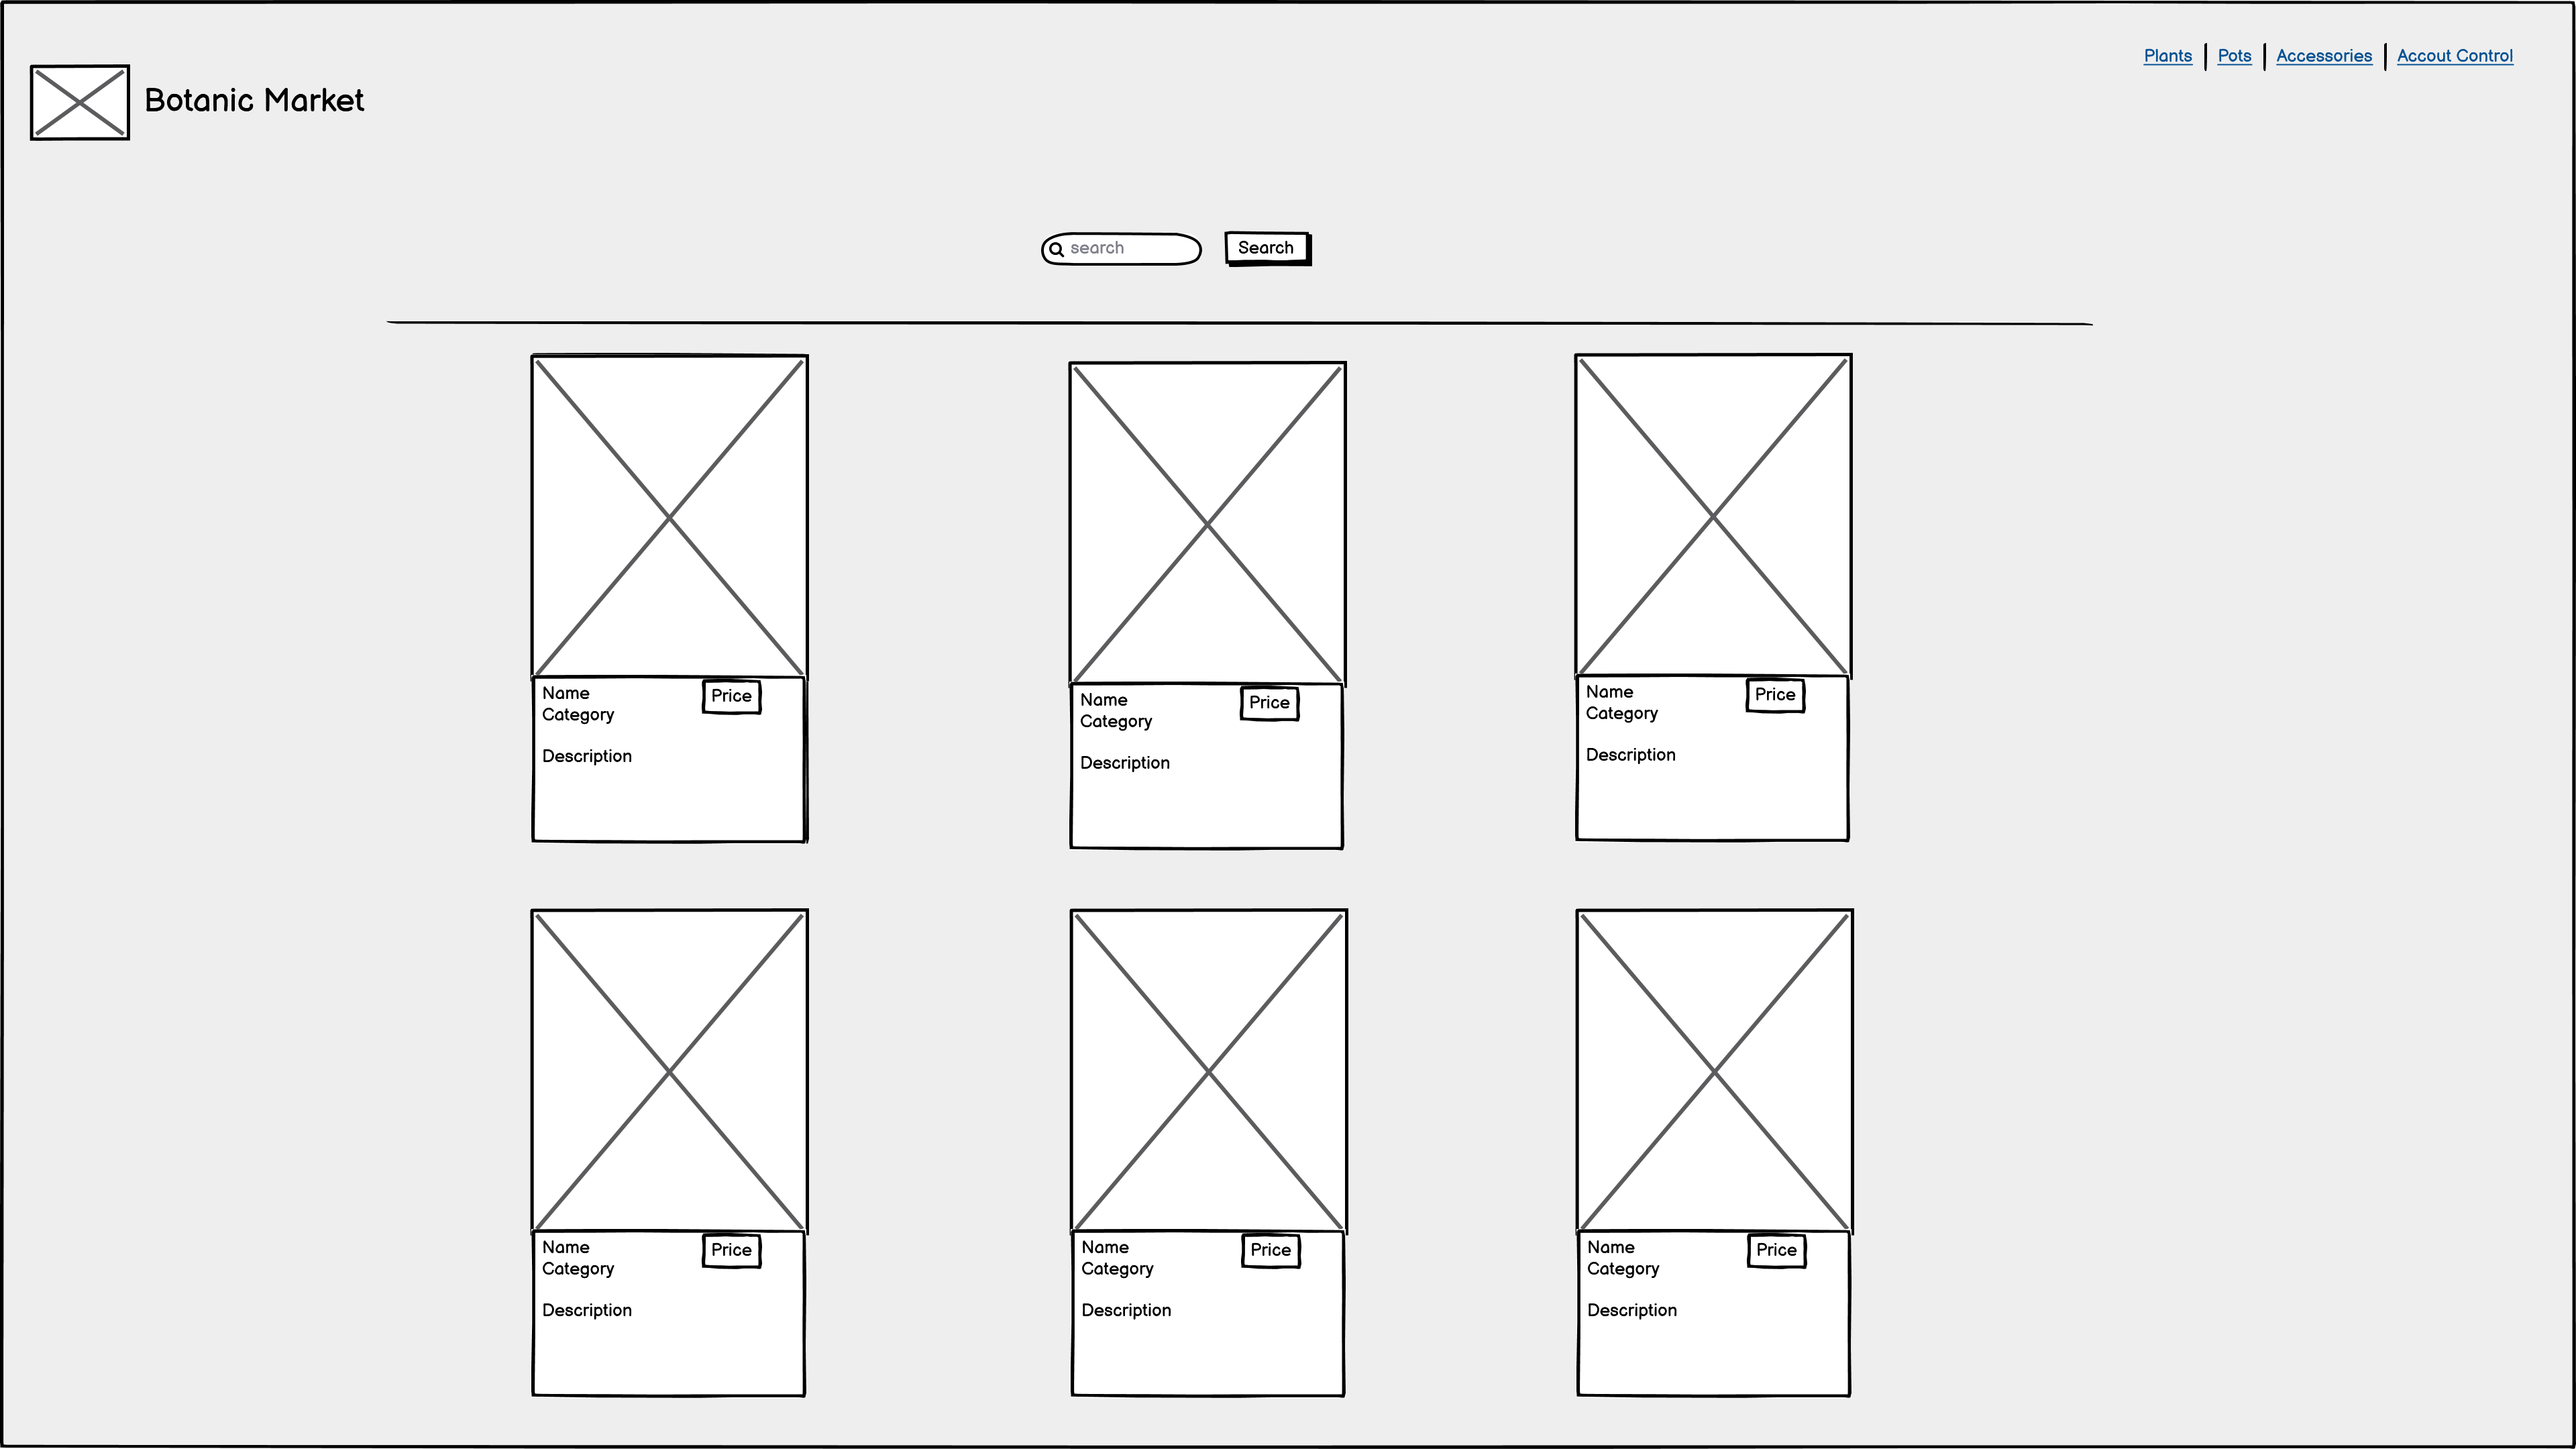 Plants
Pots
Accessories
Accout Control
Botanic Market
search
Search
Name
Price
Category
Description
Name
Price
Category
Description
Name
Price
Category
Description
Name
Price
Category
Description
Name
Price
Category
Description
Name
Price
Category
Description